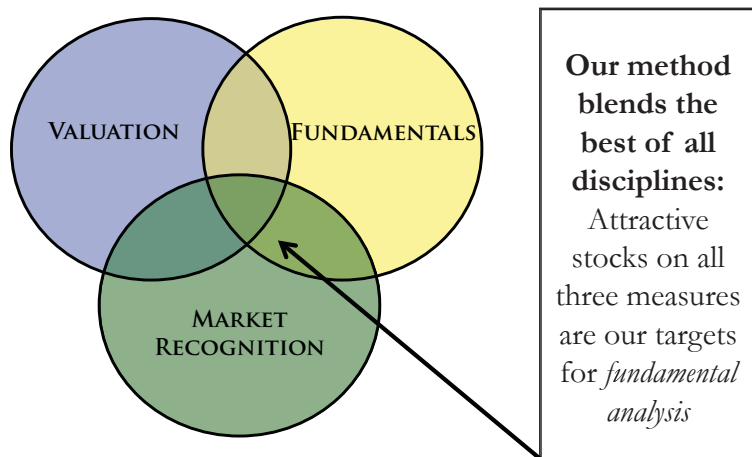 VALUATION
FUNDAMENTALS
MARKET
RECOGNITION
Our method
blends the
best of all
disciplines:
Attractive
stocks on all
three measures
are our targets
for fundamental
analysis